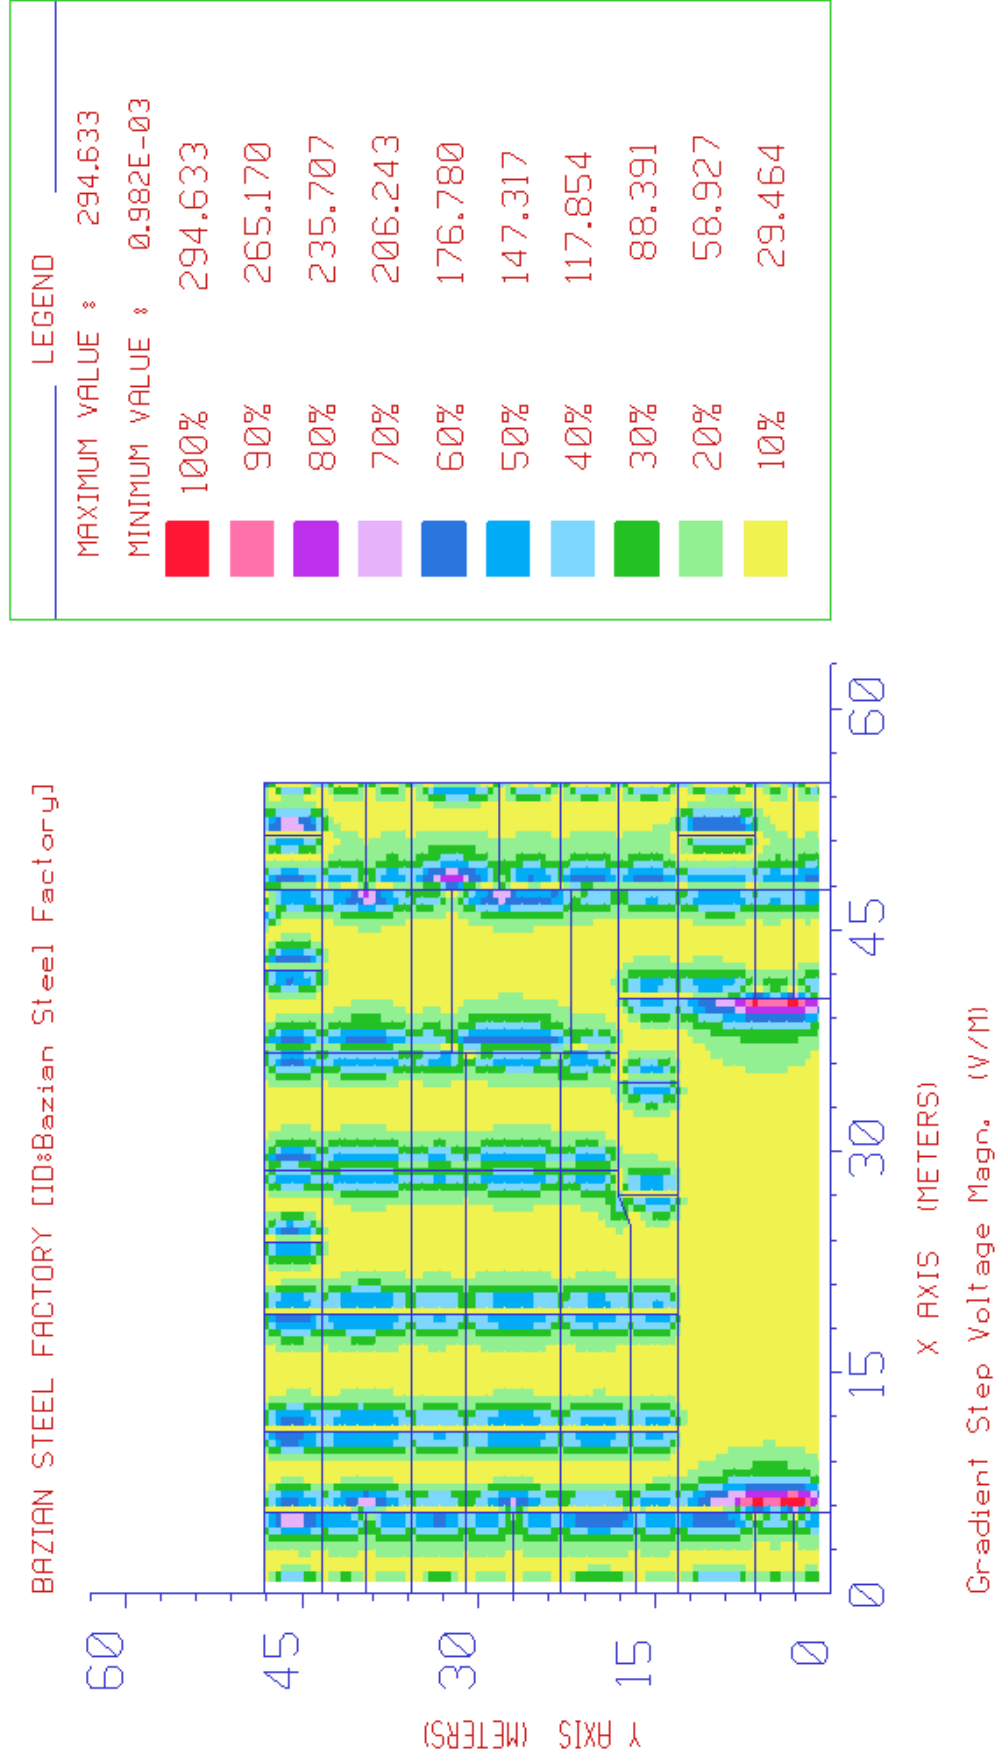 BAZIAN STEEL FACTORY [ID:Bazian Steel Factory]
LEGEND
MAXIMUM VALUE : 294.633
MINIMUM VALUE : 0.982E-03
100% 294.633
90% 265.170
80% 235.707
70% 206.243
60% 176.780
50% 147.317
40% 117.854
30% 88.391
20% 58.927
10% 29.464
Y AXIS (METERS)
60
45
30
15
0
0 15 30 45 60
X AXIS (METERS)
Gradient Step Voltage Magn. (V/M)